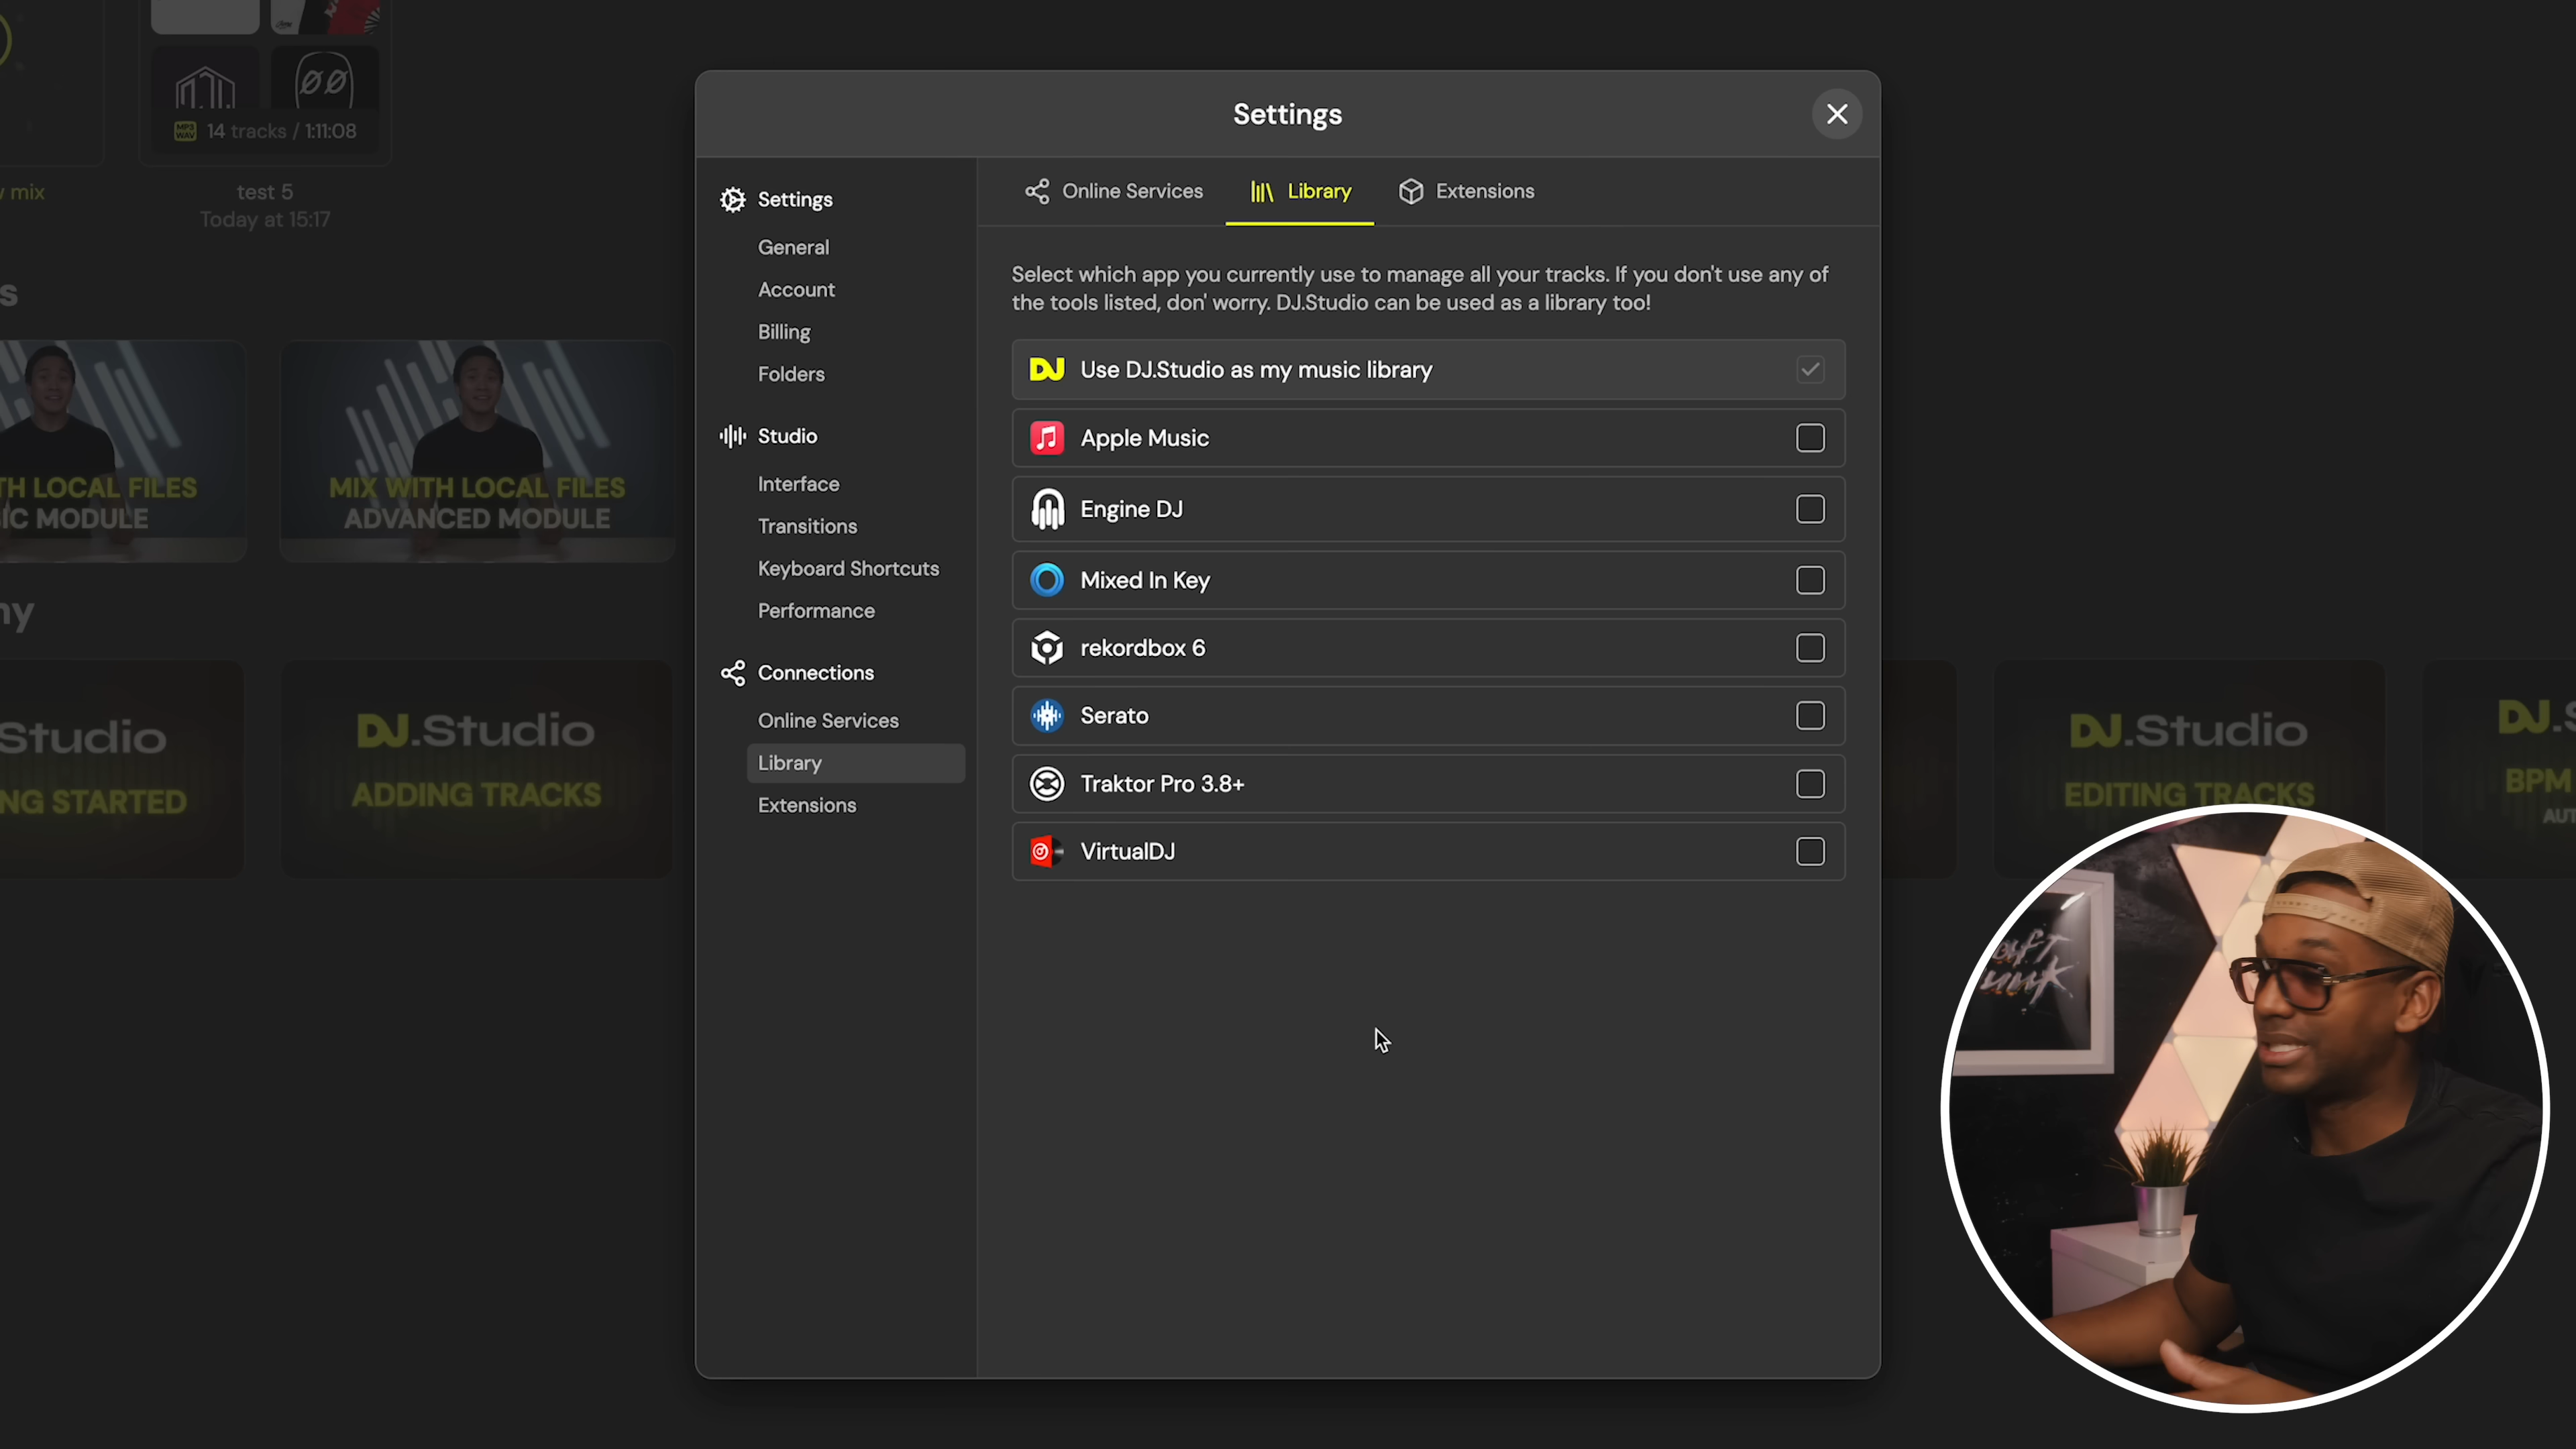 14 tracks / 1:11:08
mix
test 5
Today at 15:17
s
TH LOCAL FILES
IC MODULE
MIX WITH LOCAL FILES
ADVANCED MODULE
ny
Studio
NG STARTED
DJ.Studio
ADDING TRACKS
Settings
Settings
General
Account
Billing
Folders
Studio
Interface
Transitions
Keyboard Shortcuts
Performance
Connections
Online Services
Library
Extensions
Online Services
Library
Extensions
Select which app you currently use to manage all your tracks. If you don't use any of
the tools listed, don' worry. DJ.Studio can be used as a library too!
DJ Use DJ.Studio as my music library
Apple Music
Engine DJ
Mixed In Key
rekordbox 6
Serato
Traktor Pro 3.8+
VirtualDJ
DJ.Studio
EDITING TRACKS
DJ.S
BPM
AUT